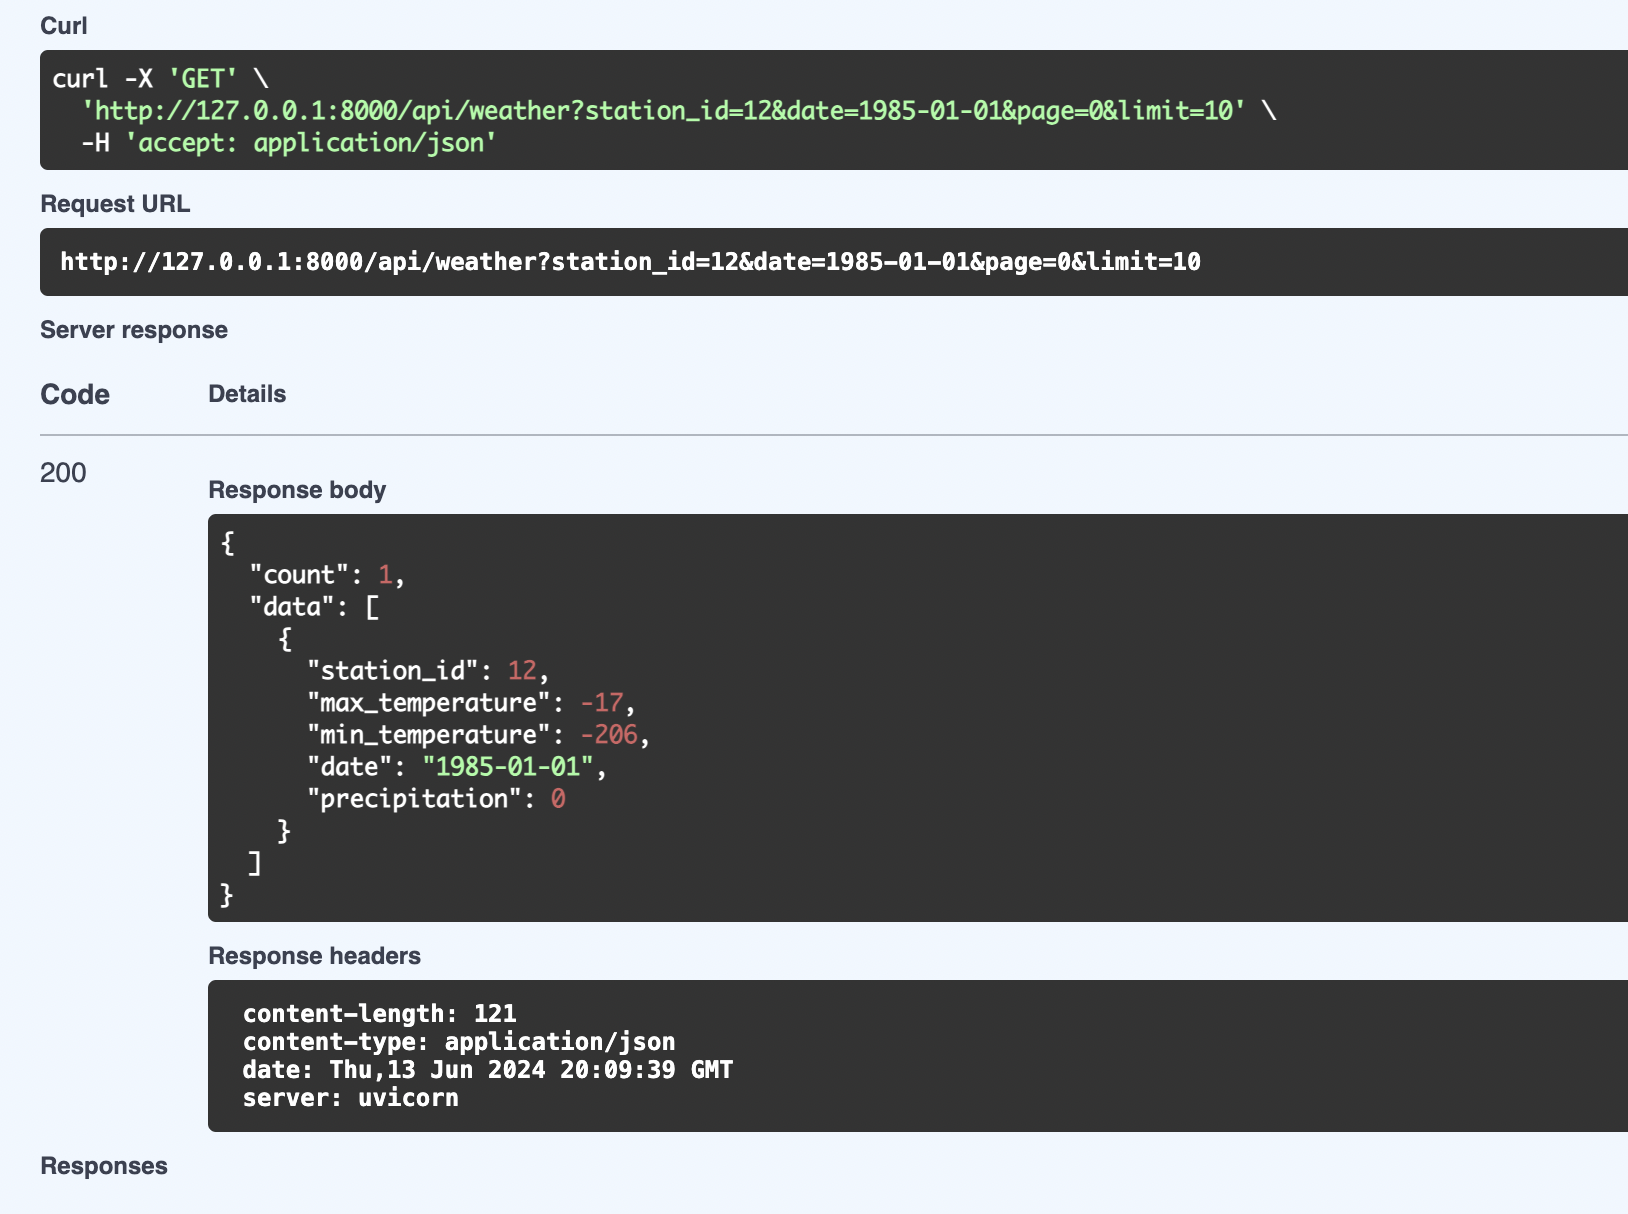 Curl
curl -X 'GET' \
  'http://127.0.0.1:8000/api/weather?station_id=12&date=1985-01-01&page=0&limit=10' \
  -H 'accept: application/json'
Request URL
http://127.0.0.1:8000/api/weather?station_id=12&date=1985-01-01&page=0&limit=10
Server response
Code Details
200
Response body
{
  "count": 1,
  "data": [
    {
      "station_id": 12,
      "max_temperature": -17,
      "min_temperature": -206,
      "date": "1985-01-01",
      "precipitation": 0
    }
  ]
}
Response headers
content-length: 121
content-type: application/json
date: Thu,13 Jun 2024 20:09:39 GMT
server: uvicorn
Responses